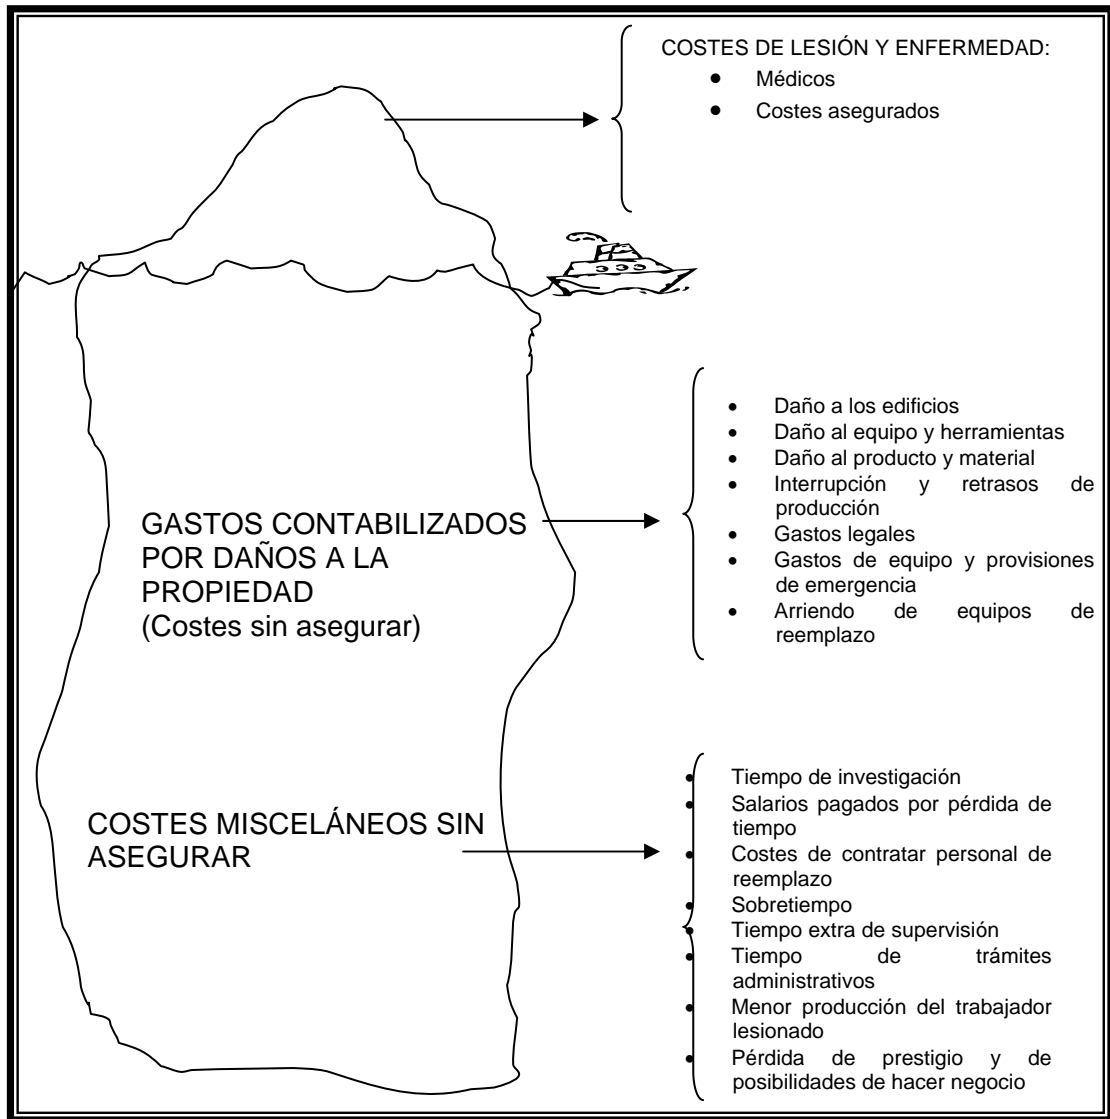 COSTES DE LESIÓN Y ENFERMEDAD:
• Médicos
• Costes asegurados
GASTOS CONTABILIZADOS
POR DAÑOS A LA
PROPIEDAD
(Costes sin asegurar)
• Daño a los edificios
• Daño al equipo y herramientas
• Daño al producto y material
• Interrupción y retrasos de
producción
• Gastos legales
• Gastos de equipo y provisiones
de emergencia
• Arriendo de equipos de
reemplazo
COSTES MISCELÁNEOS SIN
ASEGURAR
• Tiempo de investigación
• Salarios pagados por pérdida de
tiempo
• Costes de contratar personal de
reemplazo
• Sobretiempo
• Tiempo extra de supervisión
• Tiempo de trámites
administrativos
• Menor producción del trabajador
lesionado
• Pérdida de prestigio y de
posibilidades de hacer negocio